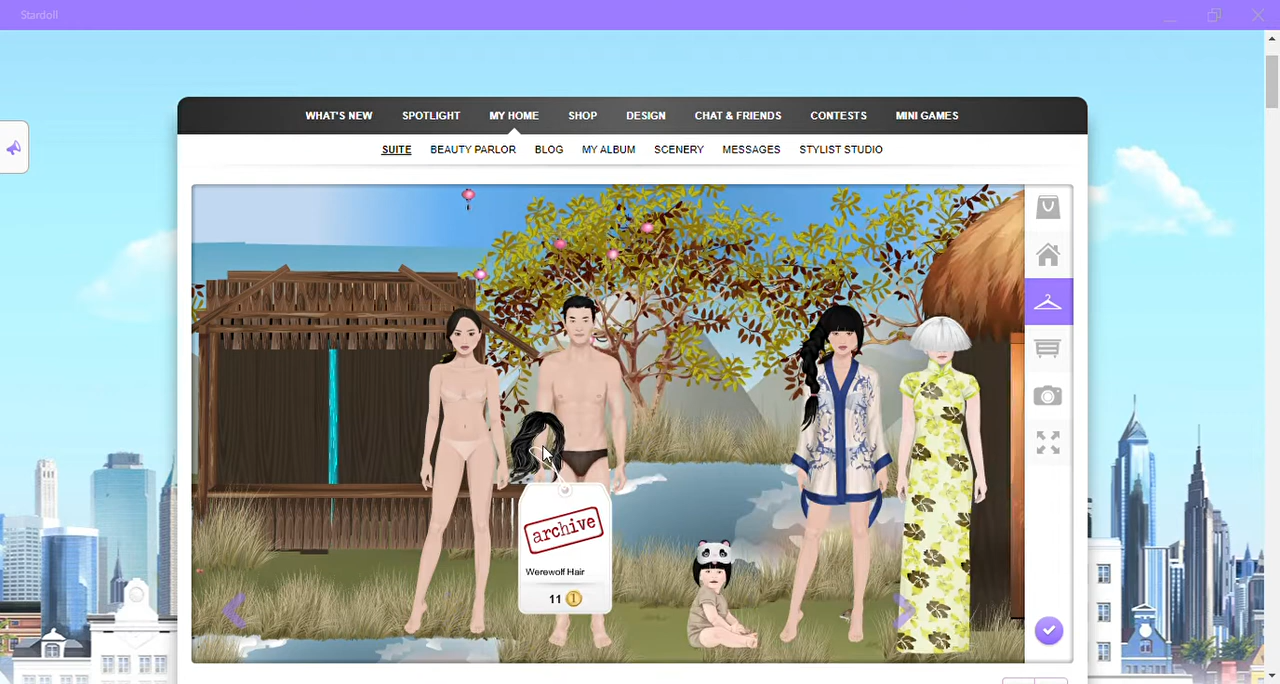 Stardoll
WHAT'S NEW SPOTLIGHT MY HOME SHOP DESIGN CHAT & FRIENDS CONTESTS MINI GAMES
SUITE BEAUTY PARLOR BLOG MY ALBUM SCENERY MESSAGES STYLIST STUDIO
archive
Werewolf Hair
11 1